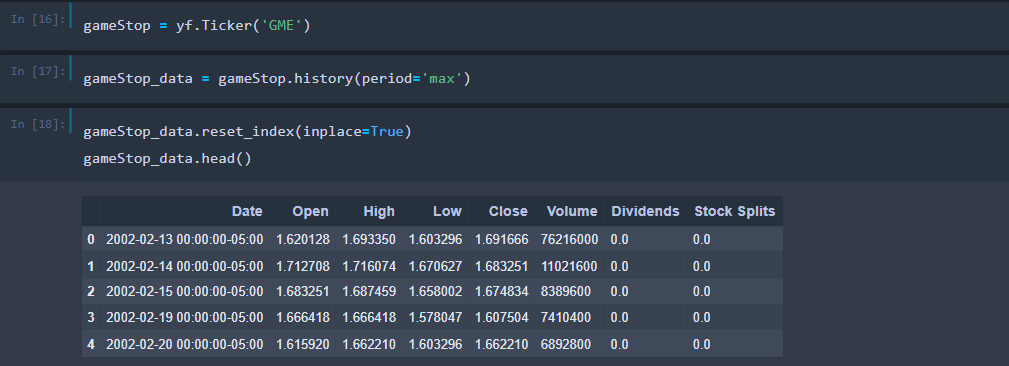 In [16]: gameStop = yf.Ticker('GME')
In [17]: gameStop_data = gameStop.history(period='max')
In [18]: gameStop_data.reset_index(inplace=True)
gameStop_data.head()
Date Open High Low Close Volume Dividends Stock Splits
0 2002-02-13 00:00:00-05:00 1.620128 1.693350 1.603296 1.691666 76216000 0.0 0.0
1 2002-02-14 00:00:00-05:00 1.712708 1.716074 1.670627 1.683251 11021600 0.0 0.0
2 2002-02-15 00:00:00-05:00 1.683251 1.687459 1.658002 1.674834 8389600 0.0 0.0
3 2002-02-19 00:00:00-05:00 1.666418 1.666418 1.578047 1.607504 7410400 0.0 0.0
4 2002-02-20 00:00:00-05:00 1.615920 1.662210 1.603296 1.662210 6892800 0.0 0.0